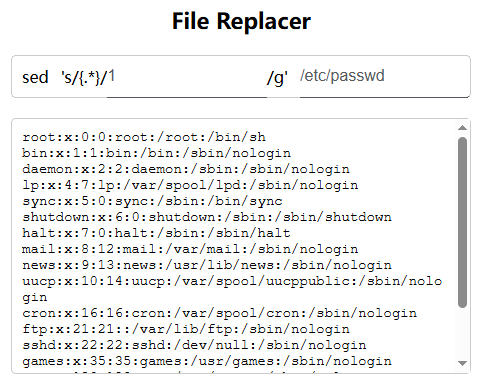 File Replacer
sed 's/{.*}/1 /g' /etc/passwd
root:x:0:0:root:/root:/bin/sh
bin:x:1:1:bin:/bin:/sbin/nologin
daemon:x:2:2:daemon:/sbin:/sbin/nologin
lp:x:4:7:lp:/var/spool/lpd:/sbin/nologin
sync:x:5:0:sync:/sbin:/bin/sync
shutdown:x:6:0:shutdown:/sbin:/sbin/shutdown
halt:x:7:0:halt:/sbin:/sbin/halt
mail:x:8:12:mail:/var/mail:/sbin/nologin
news:x:9:13:news:/usr/lib/news:/sbin/nologin
uucp:x:10:14:uucp:/var/spool/uucppublic:/sbin/nolo
gin
cron:x:16:16:cron:/var/spool/cron:/sbin/nologin
ftp:x:21:21::/var/lib/ftp:/sbin/nologin
sshd:x:22:22:sshd:/dev/null:/sbin/nologin
games:x:35:35:games:/usr/games:/sbin/nologin